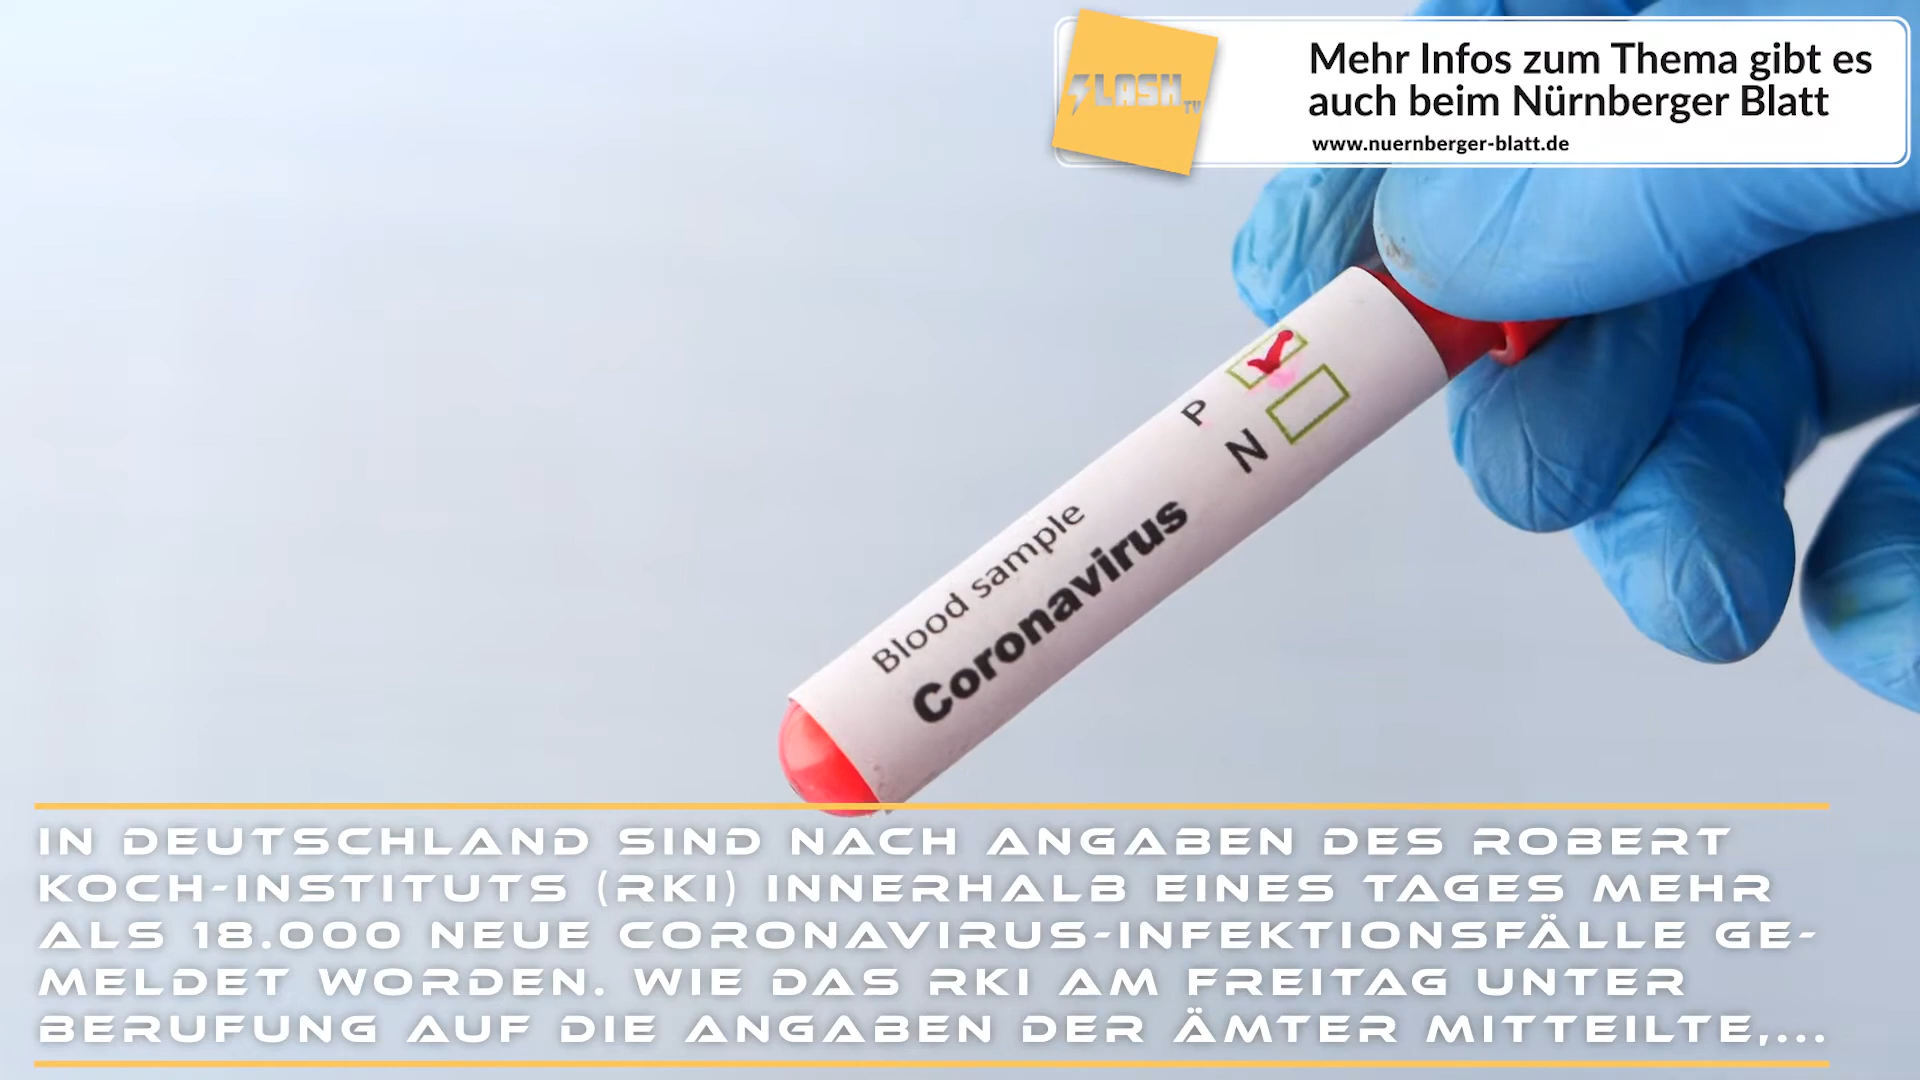 FLASH TV
Mehr Infos zum Thema gibt es
auch beim Nürnberger Blatt
www.nuernberger-blatt.de
P
N
Blood sample
Coronavirus
IN DEUTSCHLAND SIND NACH ANGABEN DES ROBERT
KOCH-INSTITUTS (RKI) INNERHALB EINES TAGES MEHR
ALS 18.000 NEUE CORONAVIRUS-INFEKTIONSFÄLLE GE-
MELDET WORDEN. WIE DAS RKI AM FREITAG UNTER
BERUFUNG AUF DIE ANGABEN DER ÄMTER MITTEILTE,...